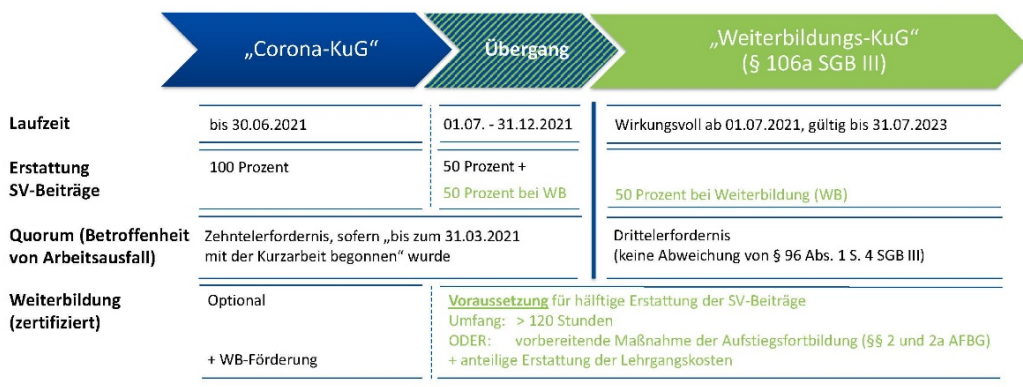 „Corona-KuG“
Übergang
„Weiterbildungs-KuG“
(§ 106a SGB III)
Laufzeit
bis 30.06.2021
01.07. - 31.12.2021
Wirkungsvoll ab 01.07.2021, gültig bis 31.07.2023
Erstattung
SV-Beiträge
100 Prozent
50 Prozent +
50 Prozent bei WB
50 Prozent bei Weiterbildung (WB)
Quorum (Betroffenheit
von Arbeitsausfall)
Zehntelerfordernis, sofern „bis zum 31.03.2021
mit der Kurzarbeit begonnen“ wurde
Drittelerfordernis
(keine Abweichung von § 96 Abs. 1 S. 4 SGB III)
Weiterbildung
(zertifiziert)
Optional
+ WB-Förderung
Voraussetzung für hälftige Erstattung der SV-Beiträge
Umfang: > 120 Stunden
ODER: vorbereitende Maßnahme der Aufstiegsfortbildung (§§ 2 und 2a AFBG)
+ anteilige Erstattung der Lehrgangskosten